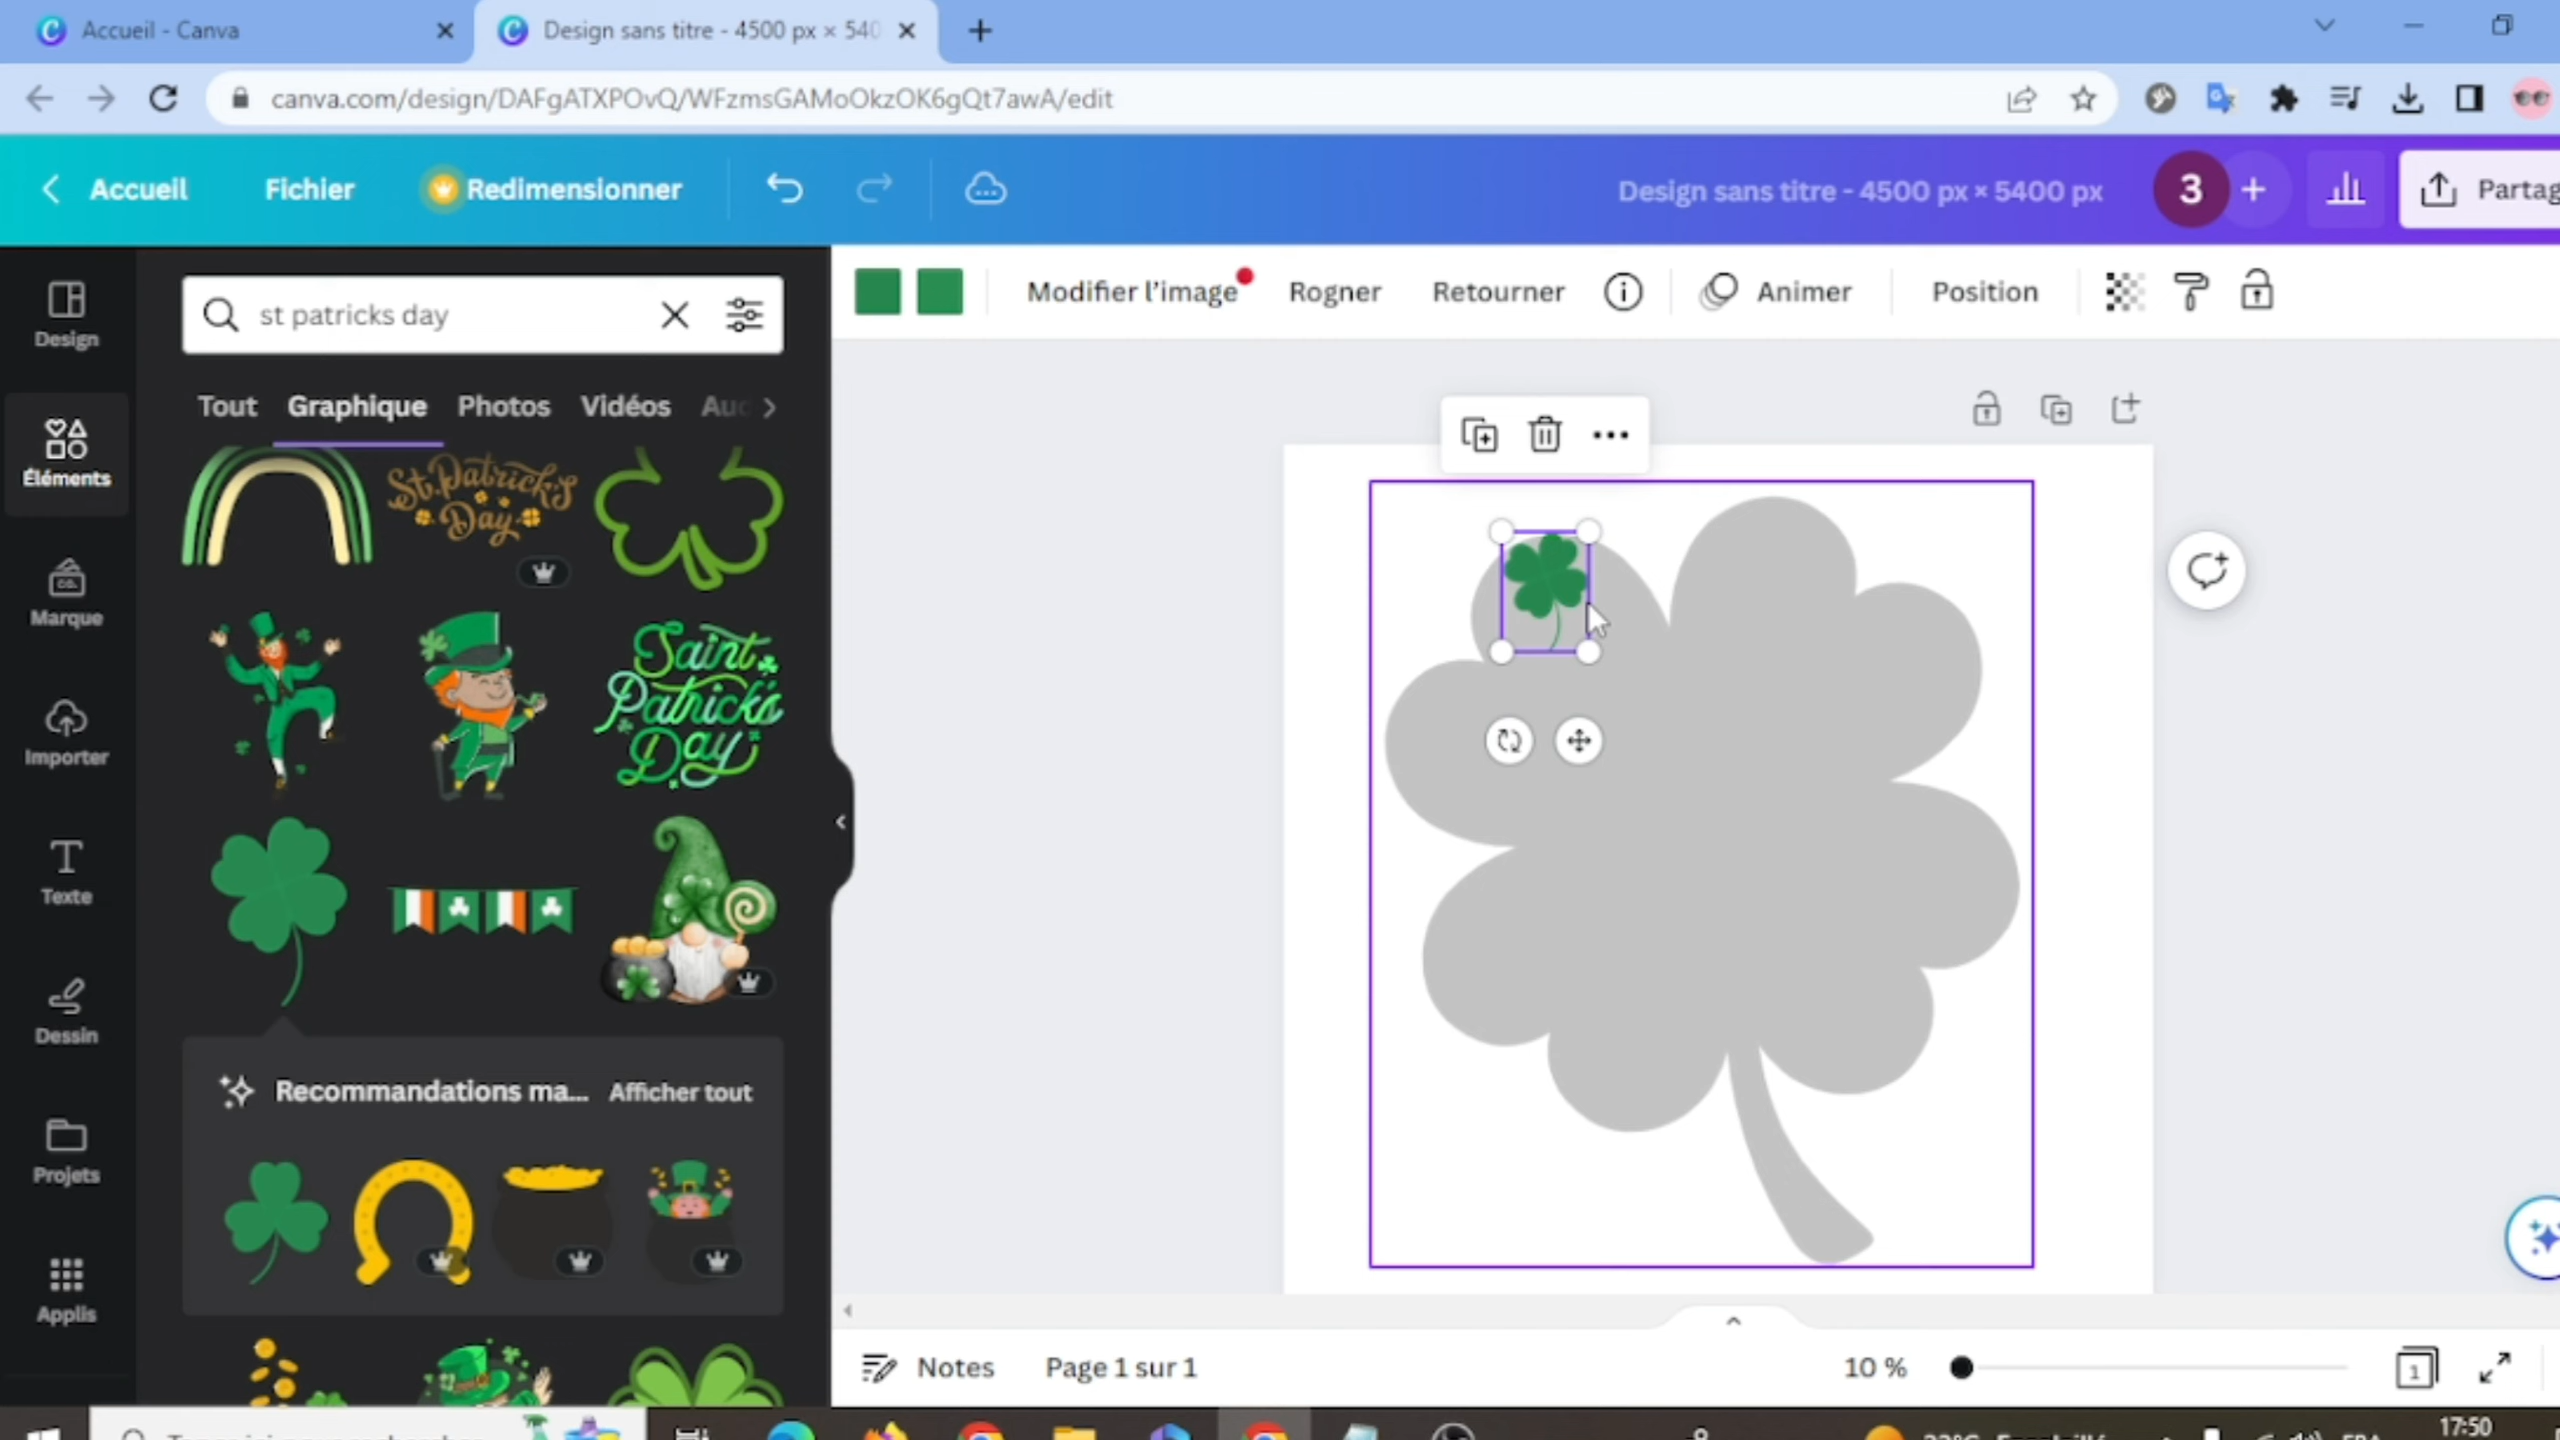 Accueil - Canva
Design sans titre - 4500 px × 540
canva.com/design/DAFgATXPOvQ/WFzmsGAMoOkzOK6gQt7awA/edit
Accueil
Fichier
Redimensionner
Design sans titre - 4500 px × 5400 px
3
Partag
st patricks day
Modifier l'image
Rogner
Retourner
Animer
Position
Tout
Graphique
Photos
Vidéos
Auc
Design
Éléments
Marque
CO.
Importer
Texte
Dessin
Projets
Applis
St. Patrick's
Day
Saint
Patrick's
Day
Recommandations ma...
Afficher tout
Notes
Page 1 sur 1
10 %
1
17:50